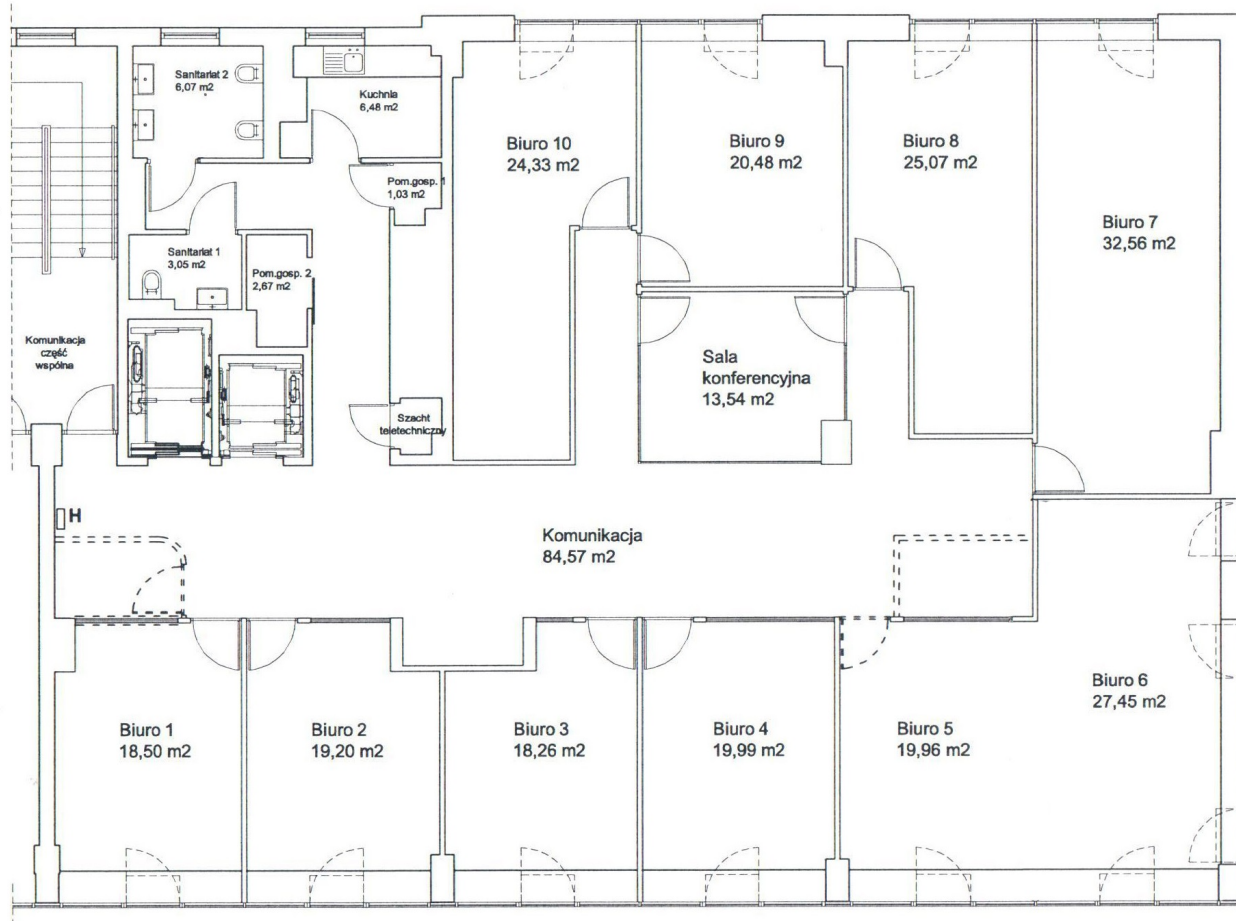 Sanitariat 2
6,07 m2
Kuchnia
6,48 m2
Biuro 10
24,33 m2
Biuro 9
20,48 m2
Biuro 8
25,07 m2
Pom.gosp. 1
1,03 m2
Biuro 7
32,56 m2
Sanitariat 1
3,05 m2
Pom.gosp. 2
2,67 m2
Komunikacja
część
wspólna
Sala
konferencyjna
13,54 m2
Szacht
teletechniczny
H
Komunikacja
84,57 m2
Biuro 6
27,45 m2
Biuro 1
18,50 m2
Biuro 2
19,20 m2
Biuro 3
18,26 m2
Biuro 4
19,99 m2
Biuro 5
19,96 m2